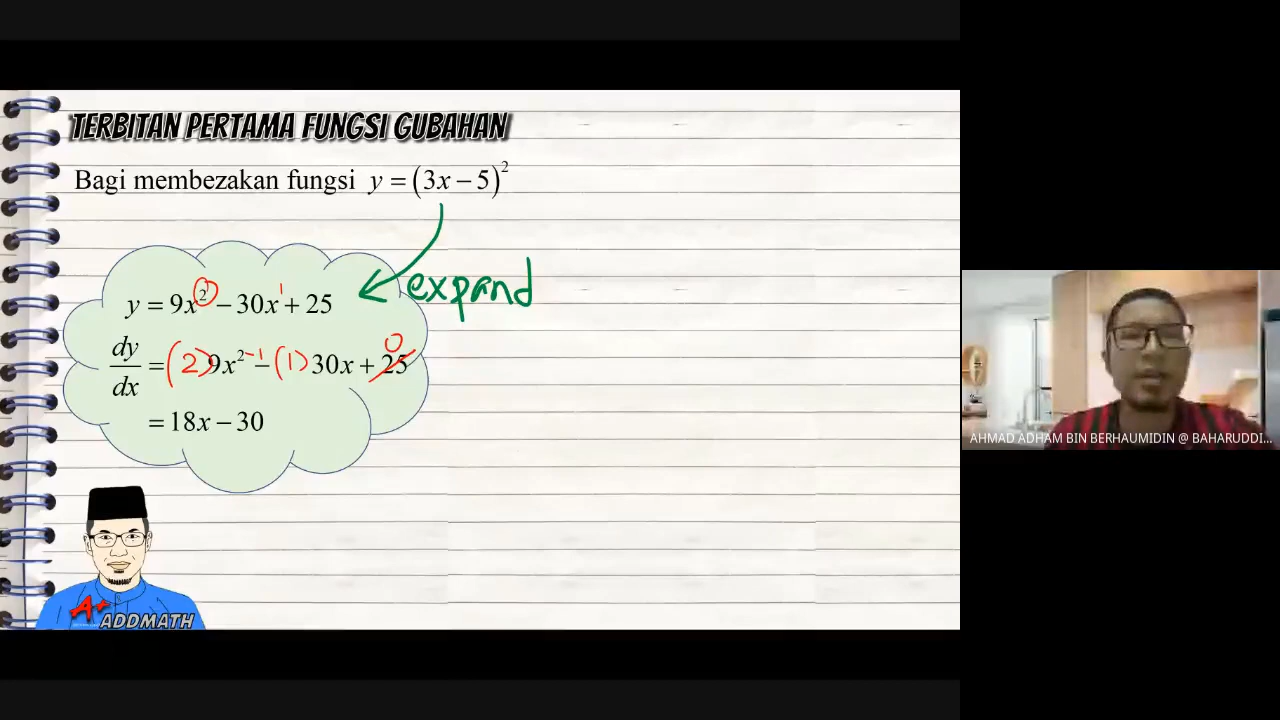 TERBITAN PERTAMA FUNGSI GUBAHAN
Bagi membezakan fungsi y = (3x − 5)²
expand
y = 9x² − 30x¹ + 25
dy/dx = (2)9x²⁻¹ − (1)30x + 25 0
= 18x − 30
A+ ADDMATH
AHMAD ADHAM BIN BERHAUMIDIN @ BAHARUDDI...